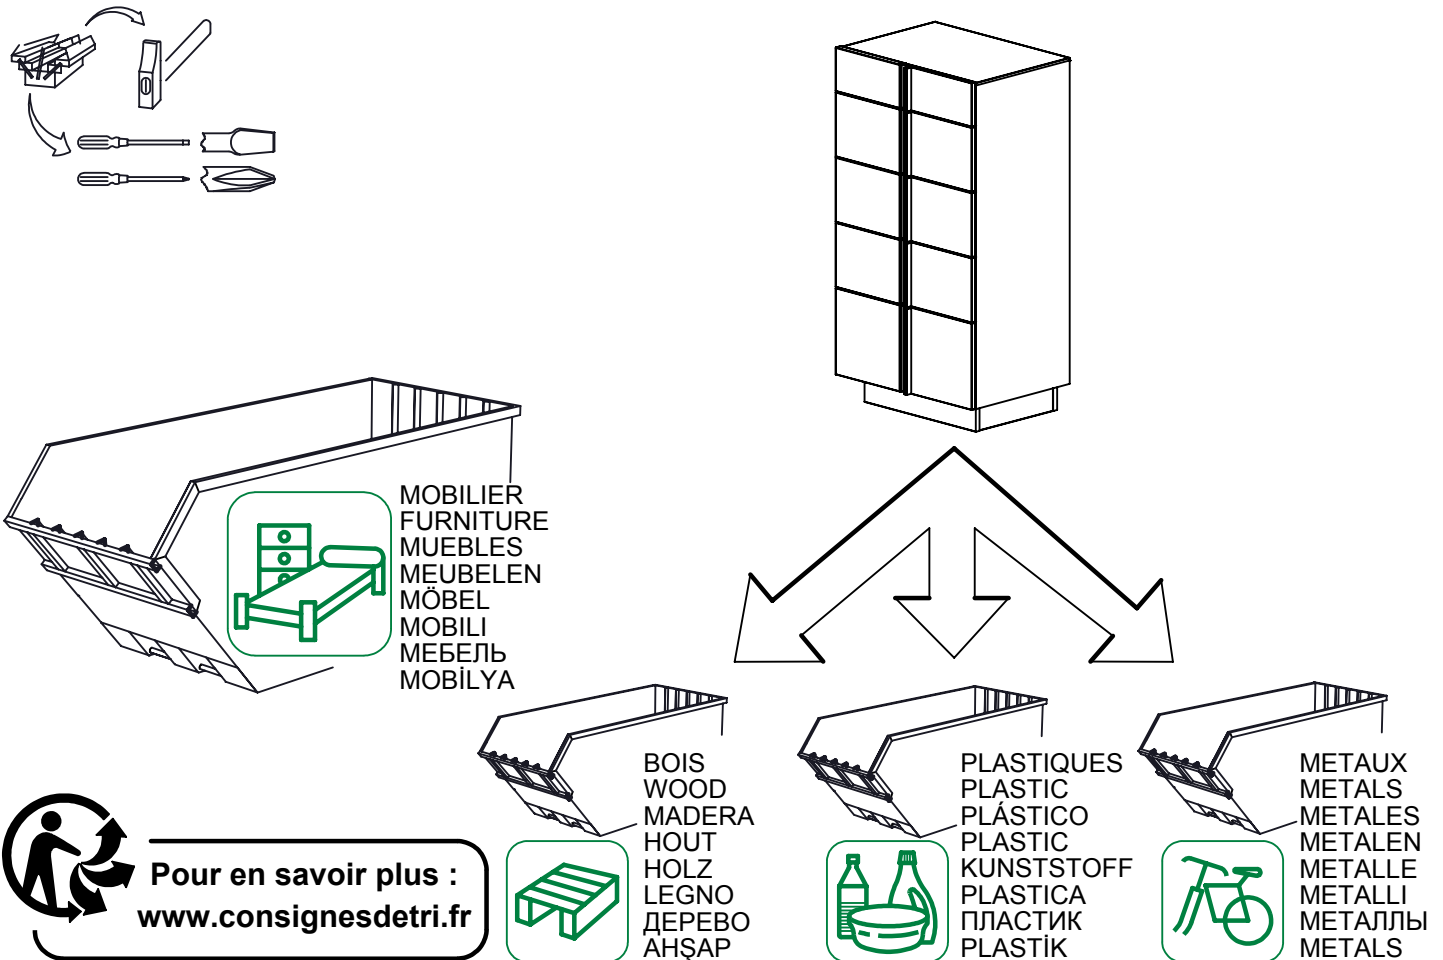 MOBILIER
FURNITURE
MUEBLES
MEUBELEN
MÖBEL
MOBILI
МЕБЕЛЬ
MOBİLYA
BOIS
WOOD
MADERA
HOUT
HOLZ
LEGNO
ДЕРЕВО
AHŞAP
PLASTIQUES
PLASTIC
PLÁSTICO
PLASTIC
KUNSTSTOFF
PLASTICA
ПЛАСТИК
PLASTİK
METAUX
METALS
METALES
METALEN
METALLE
METALLI
МЕТАЛЛЫ
METALS
Pour en savoir plus :
www.consignesdetri.fr